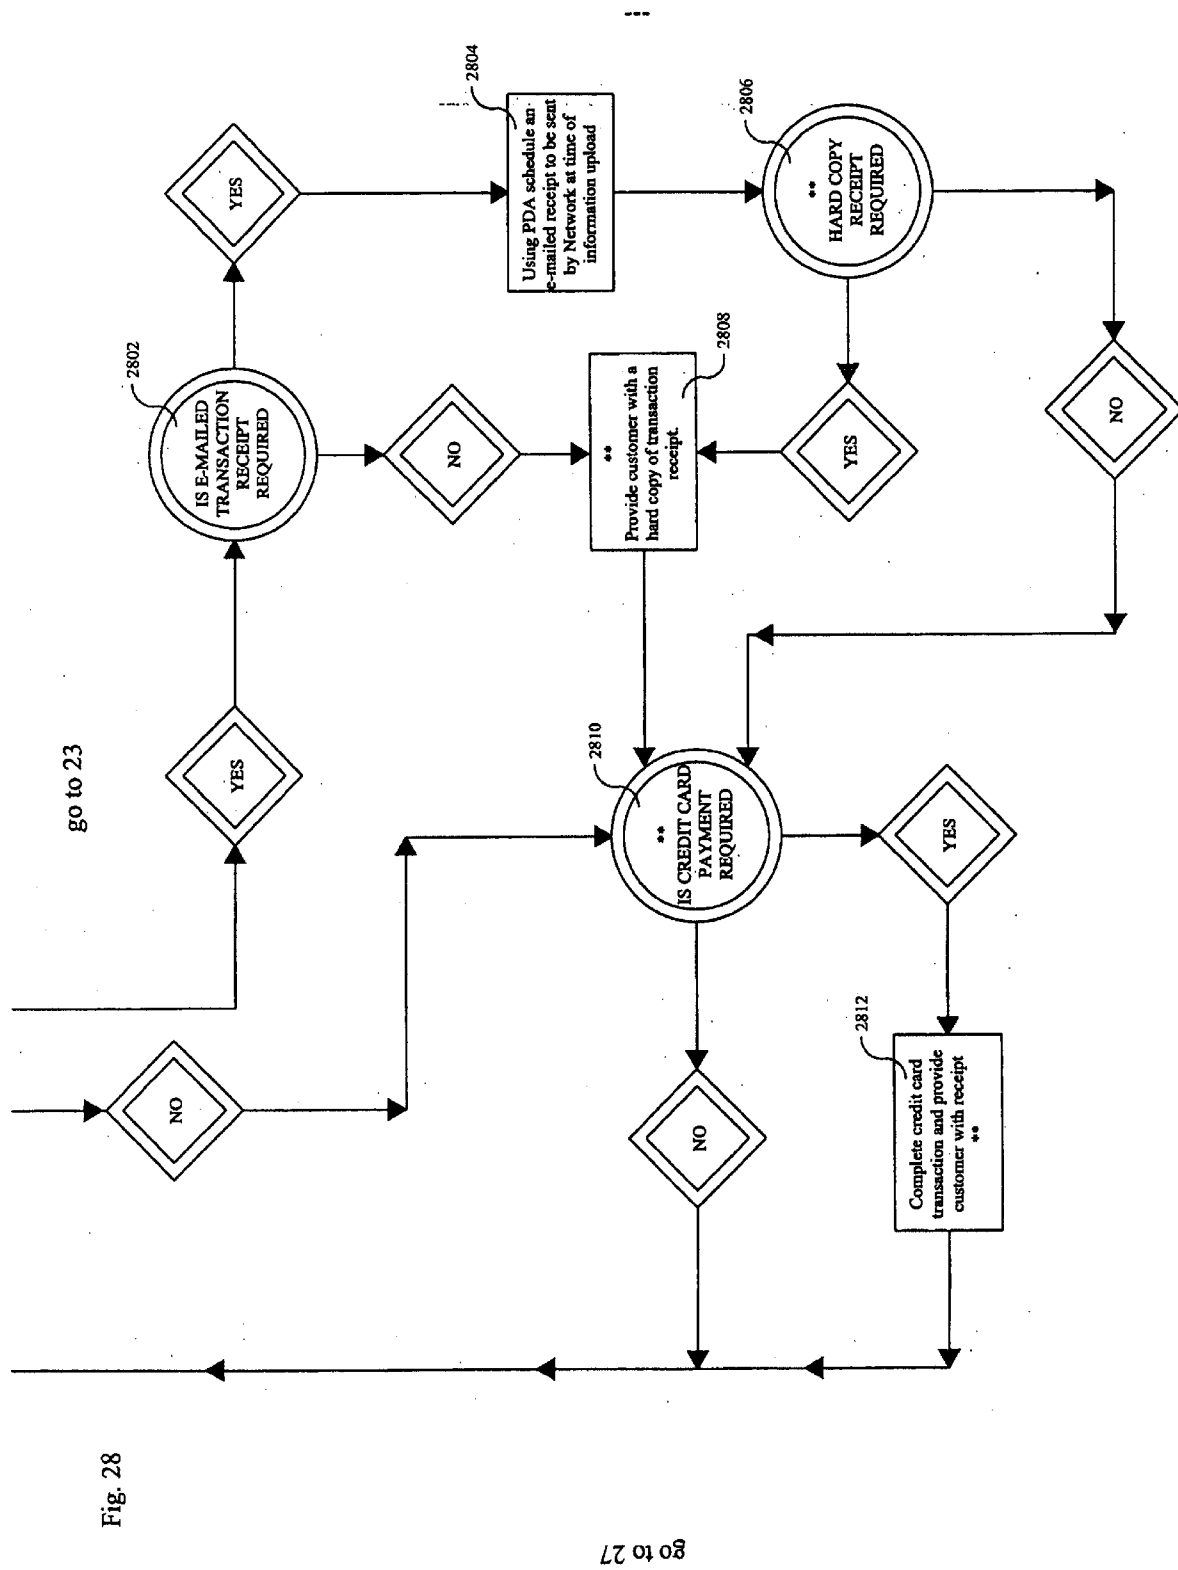 Fig. 28
go to 23
go to 27
NO
YES
2802
IS E-MAILED
TRANSACTION
RECEIPT
REQUIRED
YES
NO
2804
Using PDA schedule an
e-mailed receipt to be sent
by Network at time of
information upload
2808
**
Provide customer with a
hard copy of transaction
receipt.
2806
**
HARD COPY
RECEIPT
REQUIRED
YES
NO
2810
**
IS CREDIT CARD
PAYMENT
REQUIRED
NO
YES
2812
Complete credit card
transaction and provide
customer with receipt
**